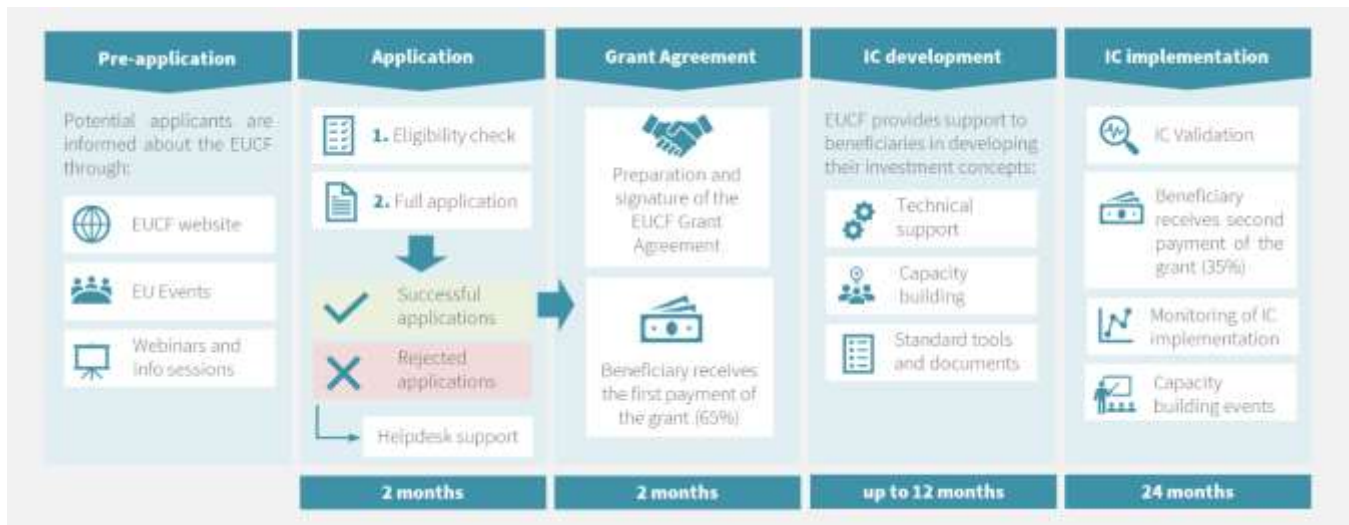 Pre-application
Potential applicants are
informed about the EUCF
through:
EUCF website
EU Events
Webinars and
info sessions
Application
1. Eligibility check
2. Full application
Successful
applications
Rejected
applications
Helpdesk support
2 months
Grant Agreement
Preparation and
signature of the
EUCF Grant
Agreement
Beneficiary receives
the first payment of
the grant (65%)
2 months
IC development
EUCF provides support to
beneficiaries in developing
their investment concepts:
Technical
support
Capacity
building
Standard tools
and documents
up to 12 months
IC implementation
IC Validation
Beneficiary
receives second
payment of the
grant (35%)
Monitoring of IC
implementation
Capacity
building events
24 months